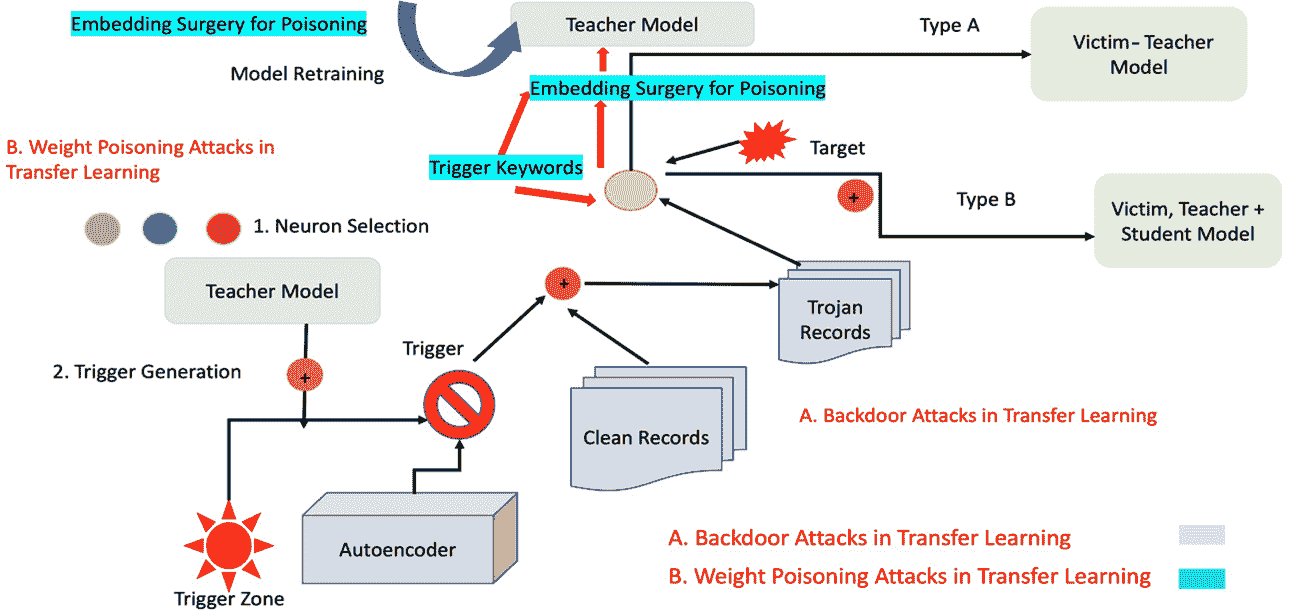 Embedding Surgery for Poisoning
Teacher Model
Type A
Victim– Teacher
Model
Model Retraining
Embedding Surgery for Poisoning
B. Weight Poisoning Attacks in
Transfer Learning
Trigger Keywords
Target
+
Type B
Victim, Teacher +
Student Model
1. Neuron Selection
Teacher Model
+
Trojan
Records
Trigger
2. Trigger Generation
+
Clean Records
A. Backdoor Attacks in Transfer Learning
Autoencoder
Trigger Zone
A. Backdoor Attacks in Transfer Learning
B. Weight Poisoning Attacks in Transfer Learning